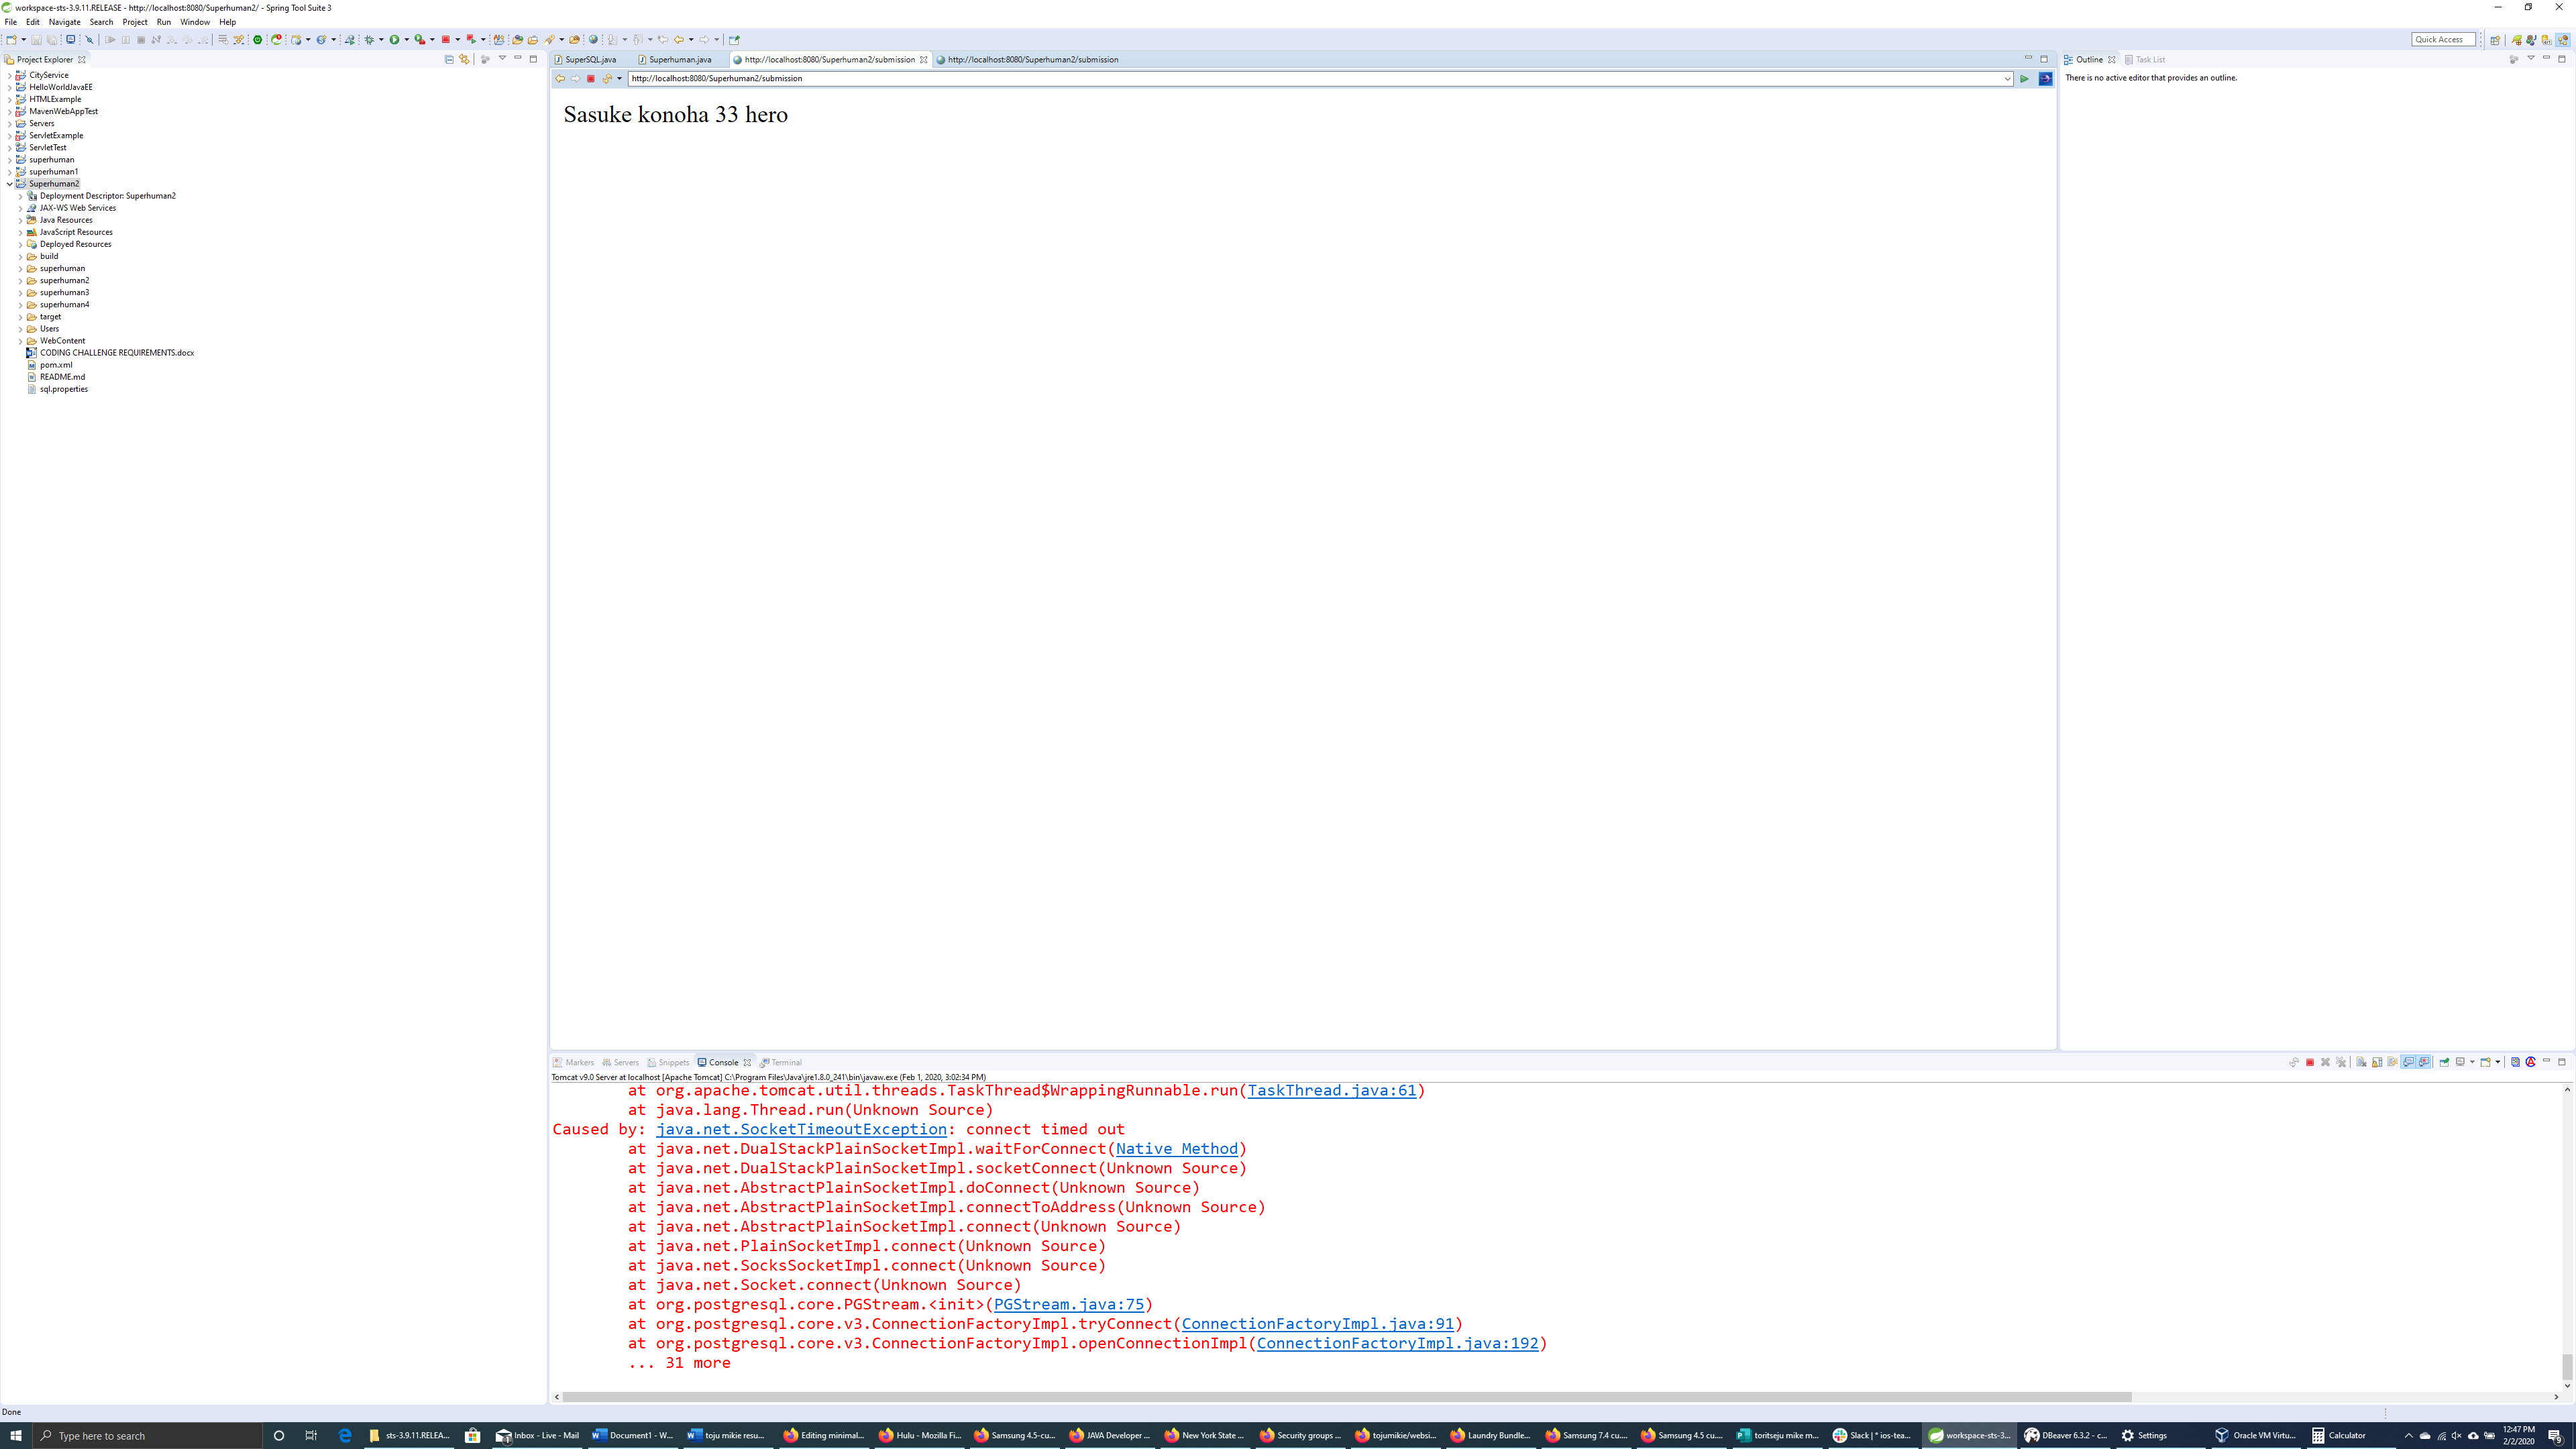 workspace-sts-3.9.11.RELEASE - http://localhost:8080/Superhuman2/ - Spring Tool Suite 3
File Edit Navigate Search Project Run Window Help
Quick Access
Project Explorer
CityService
HelloWorldJavaEE
HTMLExample
MavenWebAppTest
Servers
ServletExample
ServletTest
superhuman
superhuman1
Superhuman2
Deployment Descriptor: Superhuman2
JAX-WS Web Services
Java Resources
JavaScript Resources
Deployed Resources
build
superhuman
superhuman2
superhuman3
superhuman4
target
Users
WebContent
CODING CHALLENGE REQUIREMENTS.docx
pom.xml
README.md
sql.properties
SuperSQL.java Superhuman.java http://localhost:8080/Superhuman2/submission http://localhost:8080/Superhuman2/submission
http://localhost:8080/Superhuman2/submission
Sasuke konoha 33 hero
Outline Task List
There is no active editor that provides an outline.
Markers Servers Snippets Console Terminal
Tomcat v9.0 Server at localhost [Apache Tomcat] C:\Program Files\Java\jre1.8.0_241\bin\javaw.exe (Feb 1, 2020, 3:02:34 PM)
at org.apache.tomcat.util.threads.TaskThread$WrappingRunnable.run(TaskThread.java:61)
at java.lang.Thread.run(Unknown Source)
Caused by: java.net.SocketTimeoutException: connect timed out
at java.net.DualStackPlainSocketImpl.waitForConnect(Native Method)
at java.net.DualStackPlainSocketImpl.socketConnect(Unknown Source)
at java.net.AbstractPlainSocketImpl.doConnect(Unknown Source)
at java.net.AbstractPlainSocketImpl.connectToAddress(Unknown Source)
at java.net.AbstractPlainSocketImpl.connect(Unknown Source)
at java.net.PlainSocketImpl.connect(Unknown Source)
at java.net.SocksSocketImpl.connect(Unknown Source)
at java.net.Socket.connect(Unknown Source)
at org.postgresql.core.PGStream.<init>(PGStream.java:75)
at org.postgresql.core.v3.ConnectionFactoryImpl.tryConnect(ConnectionFactoryImpl.java:91)
at org.postgresql.core.v3.ConnectionFactoryImpl.openConnectionImpl(ConnectionFactoryImpl.java:192)
... 31 more
Done
Type here to search sts-3.9.11.RELEA... Inbox - Live - Mail Document1 - W... toju mikie resu... Editing minimal... Hulu - Mozilla Fi... Samsung 4.5-cu... JAVA Developer ... New York State ... Security groups ... tojumikie/websi... Laundry Bundle... Samsung 7.4 cu.... Samsung 4.5 cu.... toritseju mike m... Slack | * ios-tea... workspace-sts-3... DBeaver 6.3.2 - c... Settings Oracle VM Virtu... Calculator 12:47 PM
2/2/2020